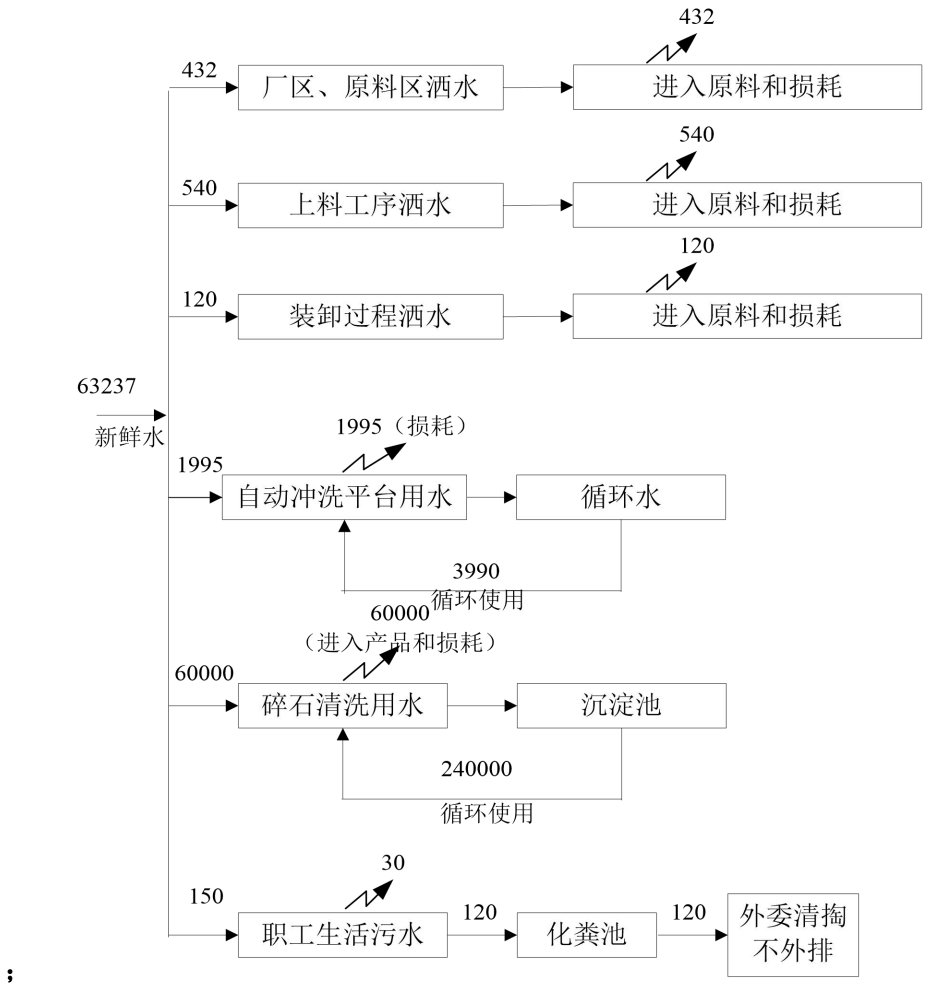 432
432
厂区、原料区洒水
进入原料和损耗
540
540
上料工序洒水
进入原料和损耗
120
120
装卸过程洒水
进入原料和损耗
63237
新鲜水
1995（损耗）
1995
自动冲洗平台用水
循环水
3990
循环使用
60000
（进入产品和损耗）
60000
碎石清洗用水
沉淀池
240000
循环使用
30
150
职工生活污水
120
化粪池
120
外委清掏
不外排
；